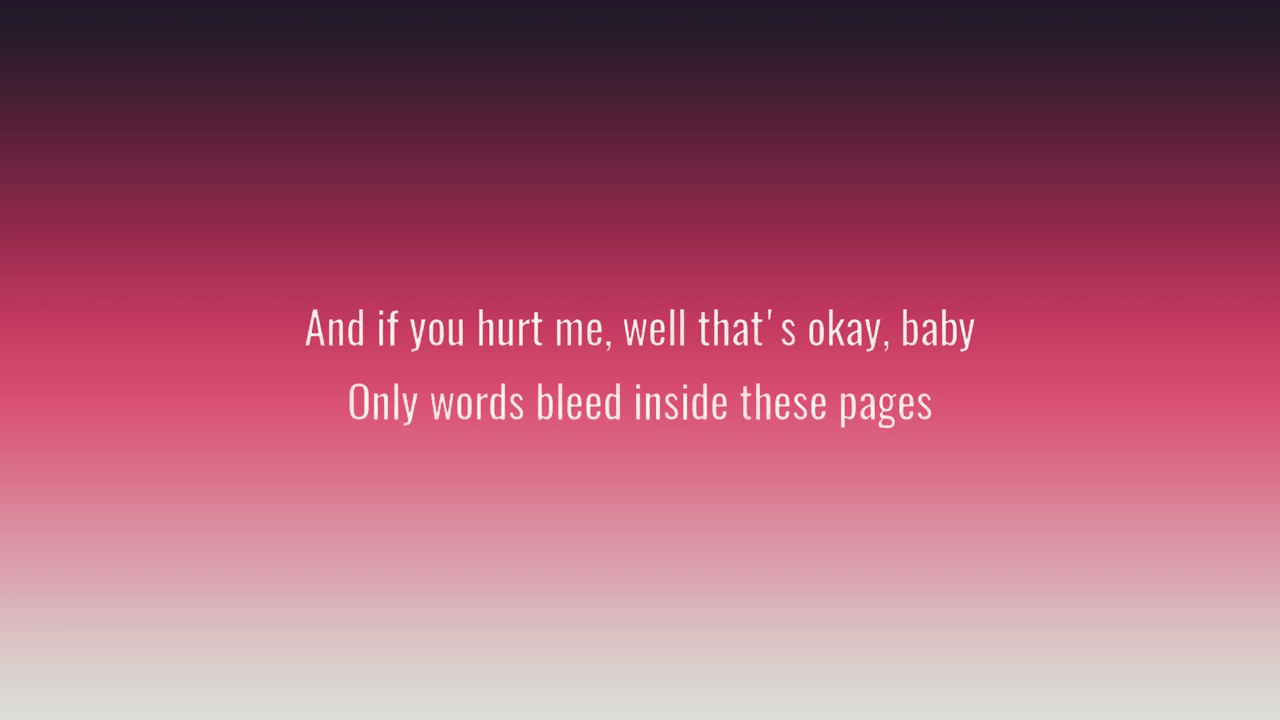 And if you hurt me, well that's okay, baby
Only words bleed inside these pages